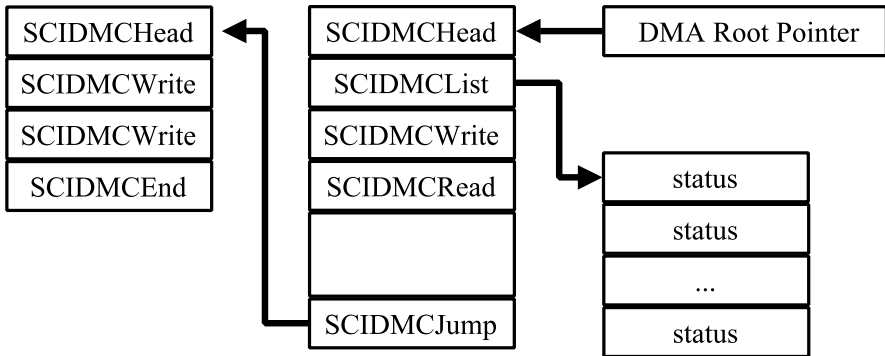 SCIDMCHead
SCIDMCWrite
SCIDMCWrite
SCIDMCEnd
SCIDMCHead
SCIDMCList
SCIDMCWrite
SCIDMCRead
SCIDMCJump
DMA Root Pointer
status
status
...
status